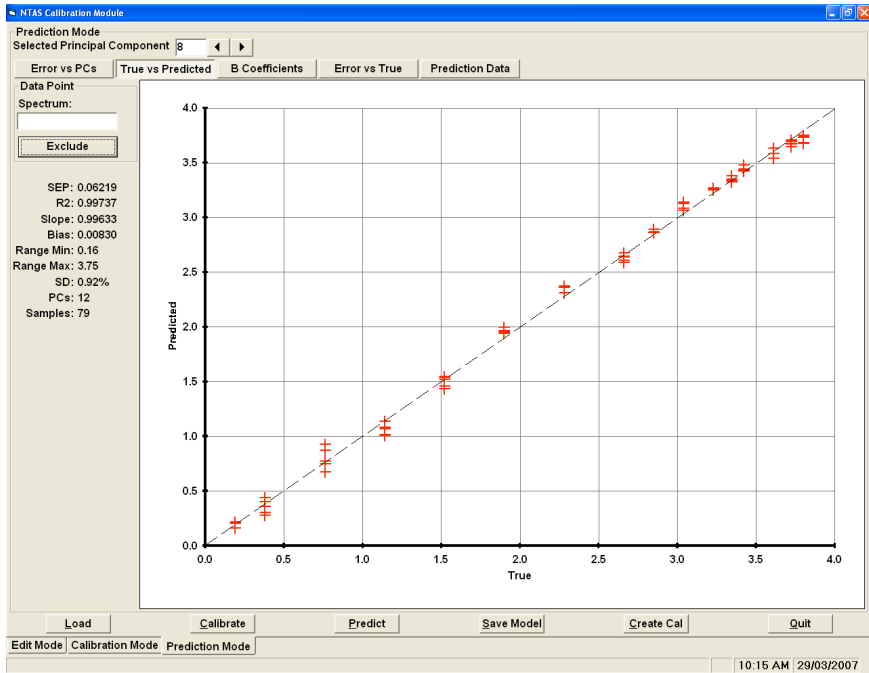 NTAS Calibration Module
Prediction Mode
Selected Principal Component 8
Error vs PCs True vs Predicted B Coefficients Error vs True Prediction Data
Data Point
Spectrum:
Exclude
SEP: 0.06219
R2: 0.99737
Slope: 0.99633
Bias: 0.00830
Range Min: 0.16
Range Max: 3.75
SD: 0.92%
PCs: 12
Samples: 79
4.0
3.5
3.0
2.5
2.0
1.5
1.0
0.5
0.0
Predicted
0.0 0.5 1.0 1.5 2.0 2.5 3.0 3.5 4.0
True
Load Calibrate Predict Save Model Create Cal Quit
Edit Mode Calibration Mode Prediction Mode
10:15 AM 29/03/2007